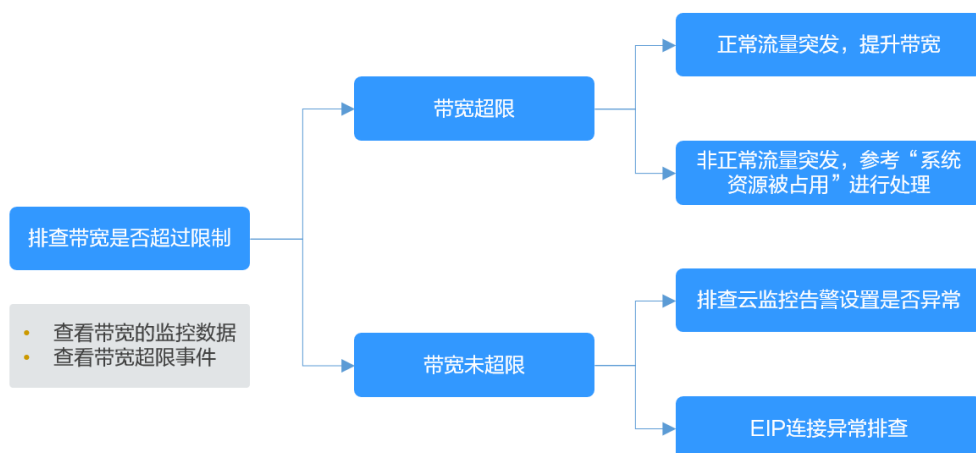 正常流量突发，提升带宽
带宽超限
非正常流量突发，参考“系统
资源被占用”进行处理
排查带宽是否超过限制
• 查看带宽的监控数据
• 查看带宽超限事件
排查云监控告警设置是否异常
带宽未超限
EIP连接异常排查